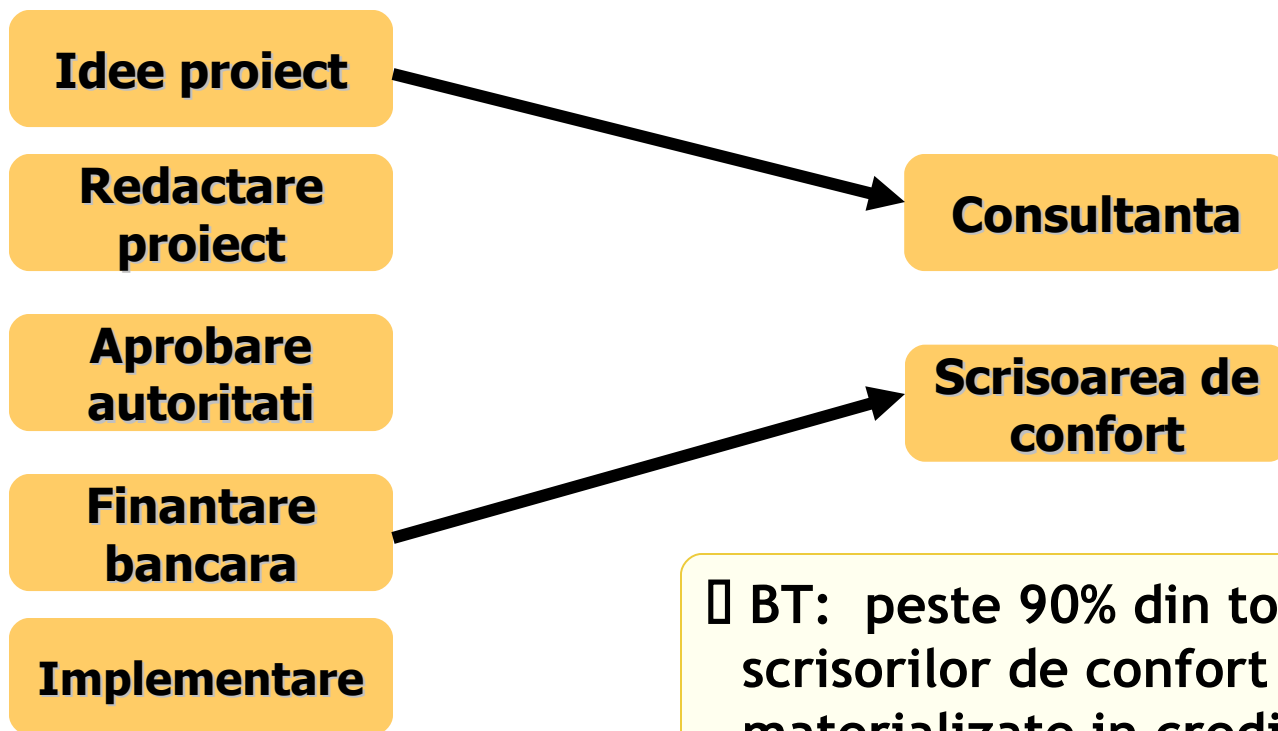 Idee proiect
Redactare
proiect
Consultanta
Aprobare
autoritati
Scrisoarea de
confort
Finantare
bancara
Implementare
BT: peste 90% din
scrisorilor de confort